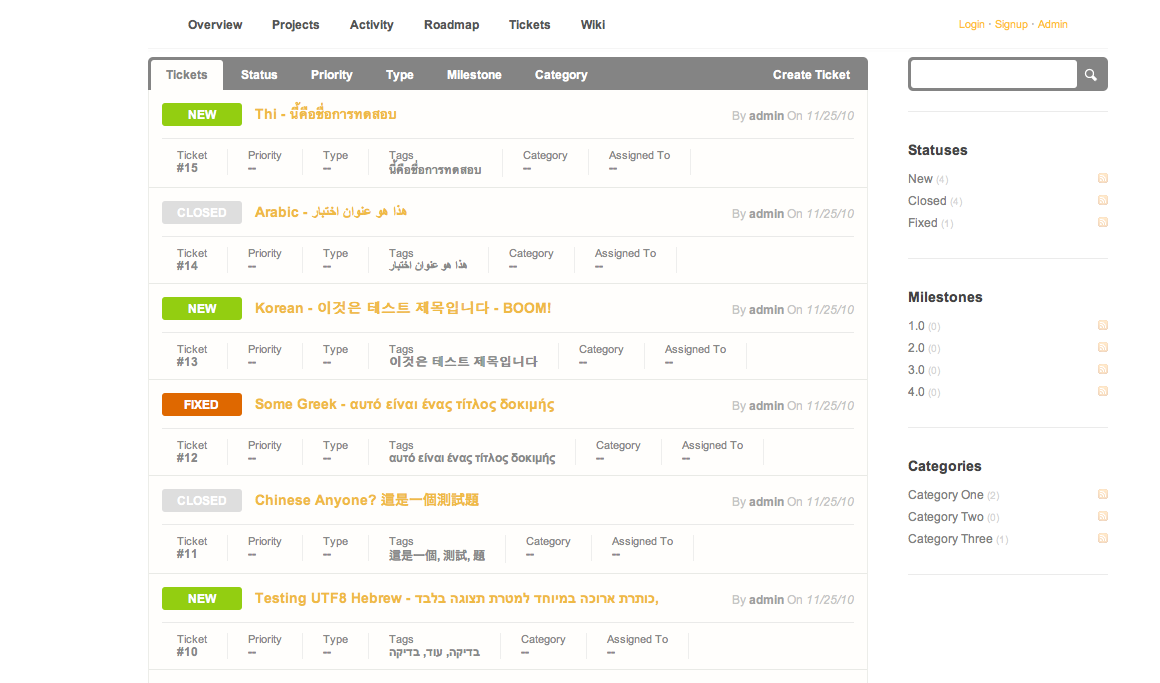 Overview Projects Activity Roadmap Tickets Wiki
Login · Signup · Admin
Tickets Status Priority Type Milestone Category Create Ticket
NEW Thi - นี้คือชื่อการทดสอบ By admin On 11/25/10
Ticket Priority Type Tags Category Assigned To
#15 -- -- นี้คือชื่อการทดสอบ -- --
CLOSED Arabic - هذا هو عنوان اختبار By admin On 11/25/10
Ticket Priority Type Tags Category Assigned To
#14 -- -- هذا هو عنوان اختبار -- --
NEW Korean - 이것은 테스트 제목입니다 - BOOM! By admin On 11/25/10
Ticket Priority Type Tags Category Assigned To
#13 -- -- 이것은 테스트 제목입니다 -- --
FIXED Some Greek - αυτό είναι ένας τίτλος δοκιμής By admin On 11/25/10
Ticket Priority Type Tags Category Assigned To
#12 -- -- αυτό είναι ένας τίτλος δοκιμής -- --
CLOSED Chinese Anyone? 這是一個測試題 By admin On 11/25/10
Ticket Priority Type Tags Category Assigned To
#11 -- -- 這是一個, 測試, 題 -- --
NEW Testing UTF8 Hebrew - כותרת ארוכה במיוחד למטרת תצוגה בלבד, By admin On 11/25/10
Ticket Priority Type Tags Category Assigned To
#10 -- -- בדיקה, עוד, בדיקה -- --
Statuses
New (4)
Closed (4)
Fixed (1)
Milestones
1.0 (0)
2.0 (0)
3.0 (0)
4.0 (0)
Categories
Category One (2)
Category Two (0)
Category Three (1)